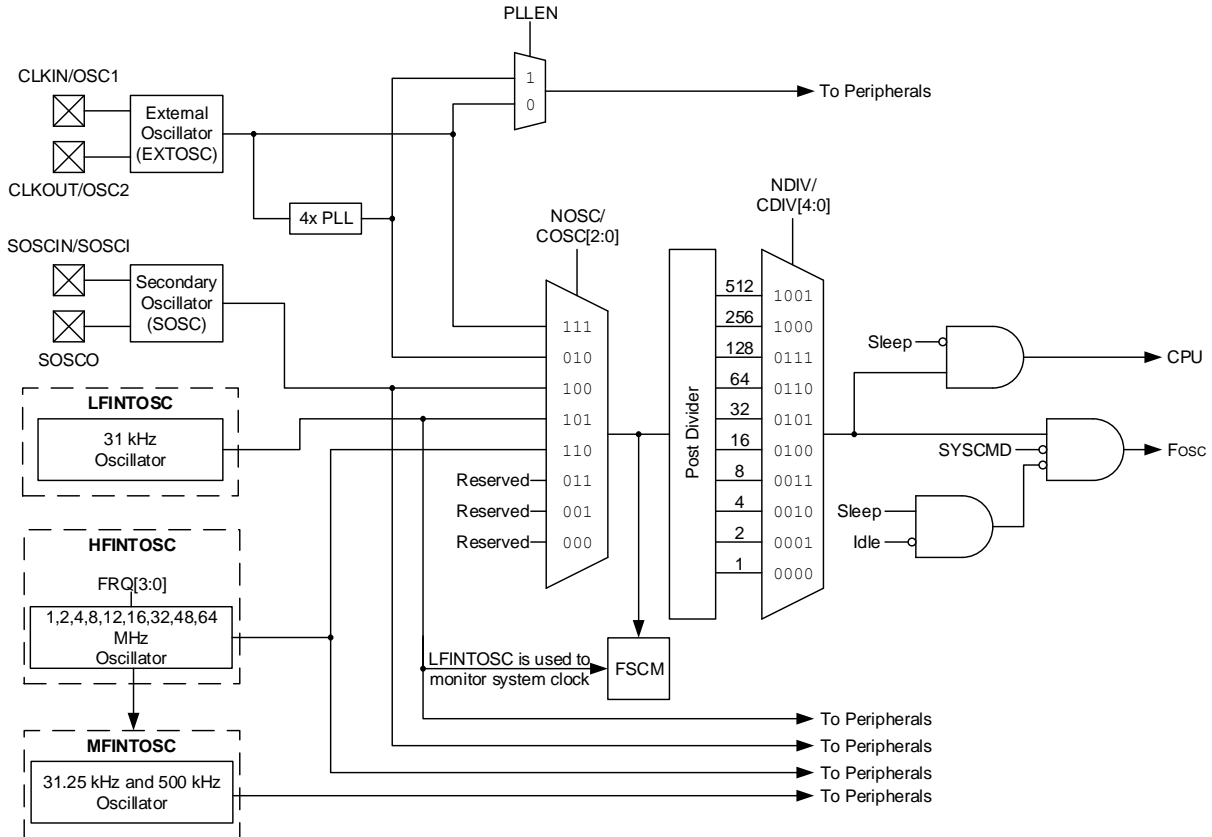 PLLEN
CLKIN/OSC1
External
Oscillator
(EXTOSC)
CLKOUT/OSC2
1
0
To Peripherals
4x PLL
SOSCIN/SOSCI
Secondary
Oscillator
(SOSC)
SOSCO
NOSC/
COSC[2:0]
NDIV/
CDIV[4:0]
111
010
100
101
110
011
001
000
Reserved
Reserved
Reserved
Post Divider
512
256
128
64
32
16
8
4
2
1
1001
1000
0111
0110
0101
0100
0011
0010
0001
0000
Sleep
CPU
SYSCMD
Fosc
Sleep
Idle
LFINTOSC
31 kHz
Oscillator
HFINTOSC
FRQ[3:0]
1,2,4,8,12,16,32,48,64
MHz
Oscillator
LFINTOSC is used to
monitor system clock
FSCM
MFINTOSC
31.25 kHz and 500 kHz
Oscillator
To Peripherals
To Peripherals
To Peripherals
To Peripherals